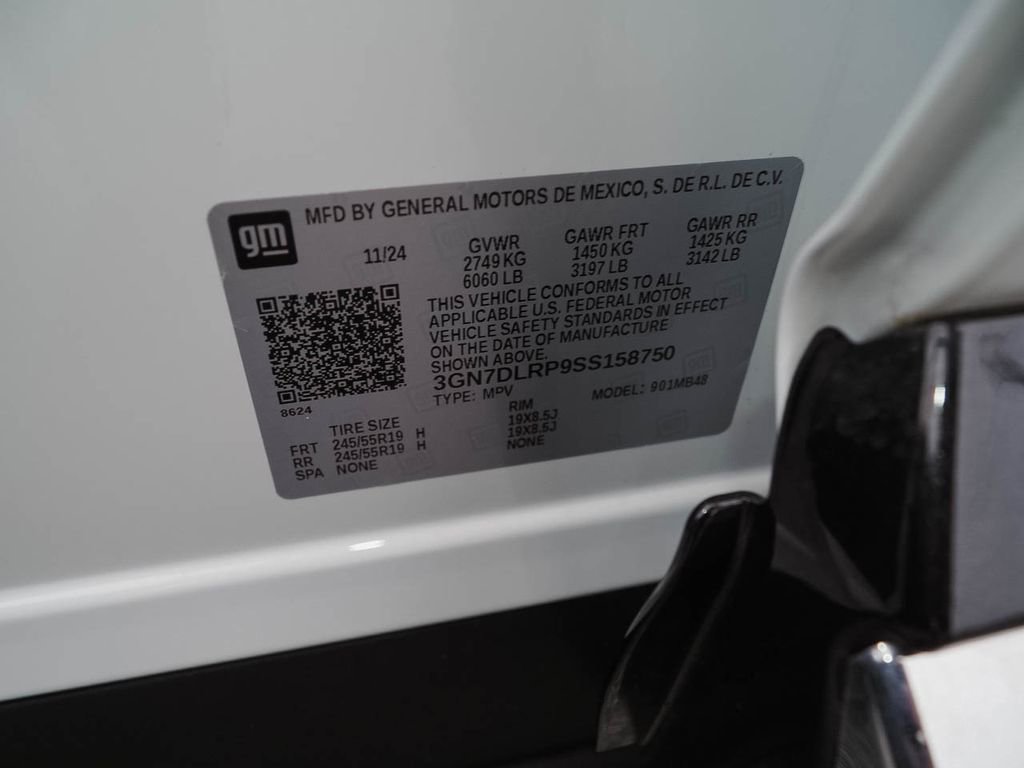 gm
MFD BY GENERAL MOTORS DE MEXICO, S. DE R.L. DE C.V.
11/24
GVWR
2749 KG
6060 LB
GAWR FRT
1450 KG
3197 LB
GAWR RR
1425 KG
3142 LB
THIS VEHICLE CONFORMS TO ALL
APPLICABLE U.S. FEDERAL MOTOR
VEHICLE SAFETY STANDARDS IN EFFECT
ON THE DATE OF MANUFACTURE
SHOWN ABOVE.
3GN7DLRP9SS158750
TYPE: MPV
MODEL: 901MB48
8624
TIRE SIZE
RIM
FRT 245/55R19 H 19X8.5J
RR 245/55R19 H 19X8.5J
SPA NONE NONE